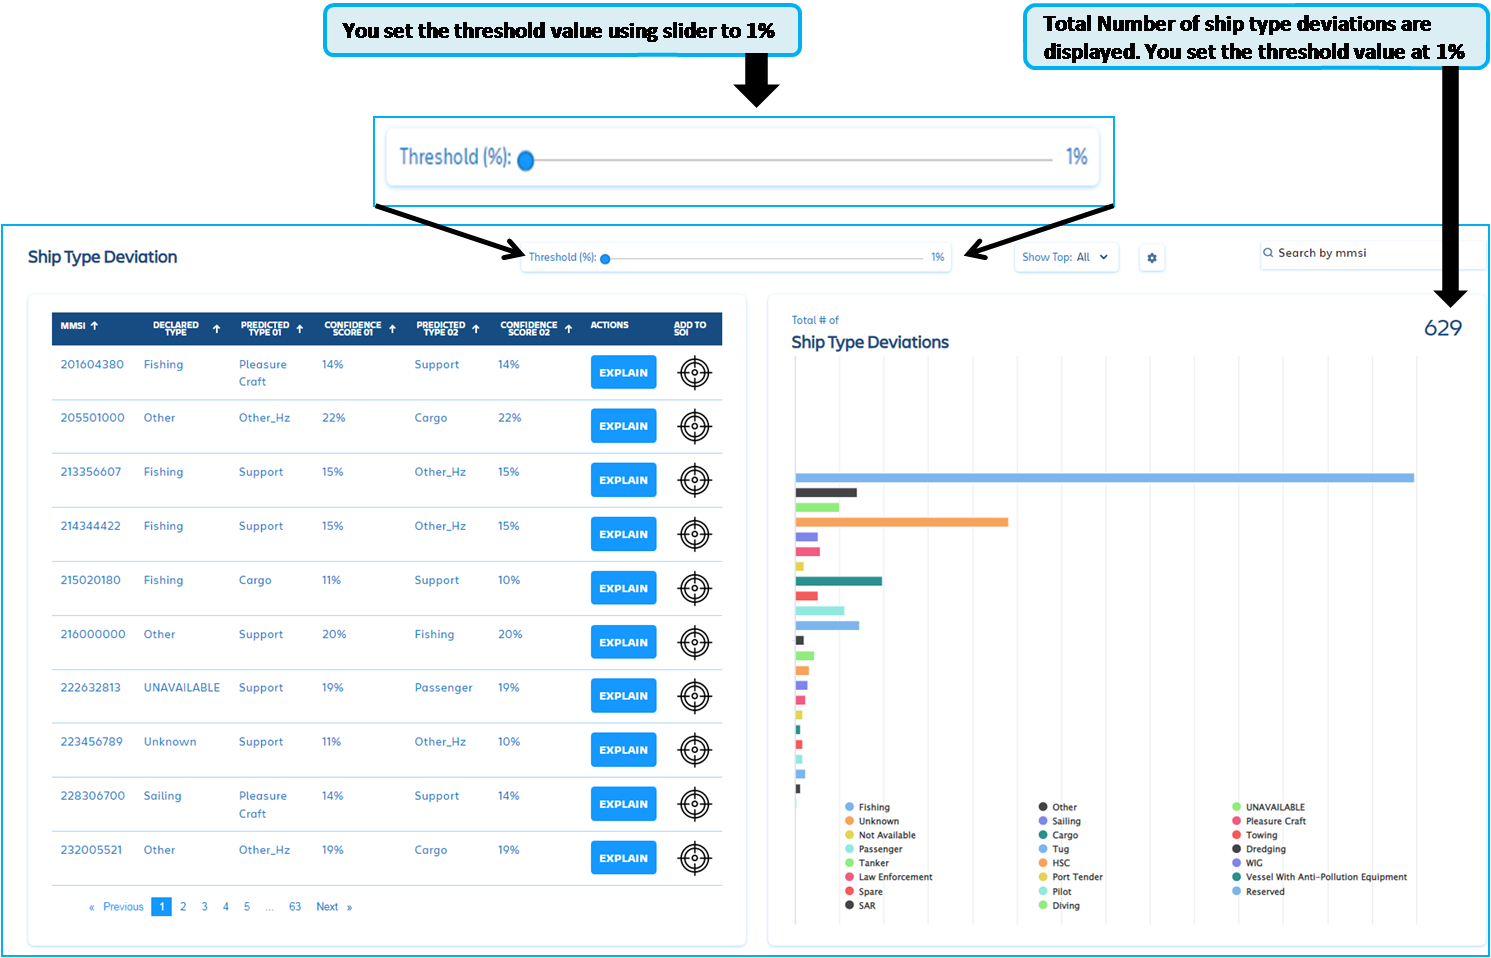 You set the threshold value using slider to 1%
Total Number of ship type deviations are
displayed. You set the threshold value at 1%
Threshold (%): 1%
Ship Type Deviation
Threshold (%): 1%
Show Top: All
Search by mmsi
MMSI ↑ DECLARED TYPE ↑ PREDICTED TYPE 01 ↑ CONFIDENCE SCORE 01 ↑ PREDICTED TYPE 02 ↑ CONFIDENCE SCORE 02 ↑ ACTIONS ADD TO SOI
201604380 Fishing Pleasure Craft 14% Support 14% EXPLAIN
205501000 Other Other_Hz 22% Cargo 22% EXPLAIN
213356607 Fishing Support 15% Other_Hz 15% EXPLAIN
214344422 Fishing Support 15% Other_Hz 15% EXPLAIN
215020180 Fishing Cargo 11% Support 10% EXPLAIN
216000000 Other Support 20% Fishing 20% EXPLAIN
222632813 UNAVAILABLE Support 19% Passenger 19% EXPLAIN
223456789 Unknown Support 11% Other_Hz 10% EXPLAIN
228306700 Sailing Pleasure Craft 14% Support 14% EXPLAIN
232005521 Other Other_Hz 19% Cargo 19% EXPLAIN
« Previous 1 2 3 4 5 ... 63 Next »
Total # of
Ship Type Deviations
629
Fishing Other UNAVAILABLE
Unknown Sailing Pleasure Craft
Not Available Cargo Towing
Passenger Tug Dredging
Tanker HSC WIG
Law Enforcement Port Tender Vessel With Anti-Pollution Equipment
Spare Pilot Reserved
SAR Diving